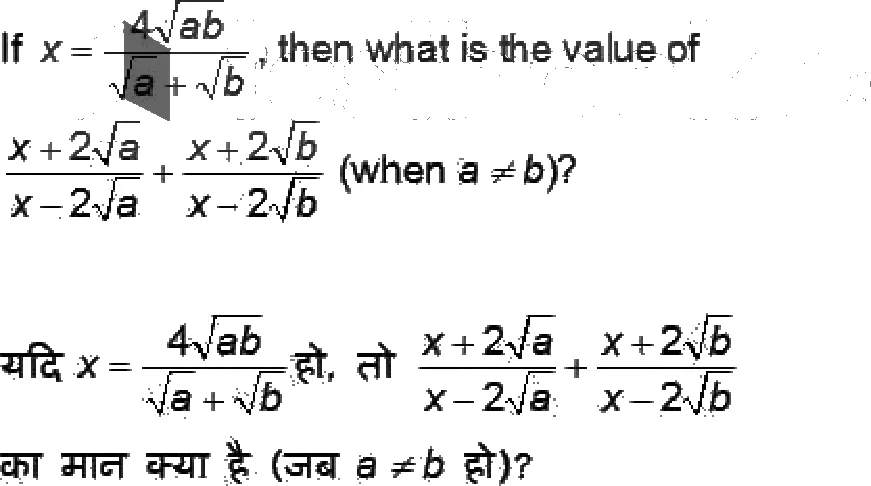 If x = 4√ab / (√a + √b), then what is the value of
(x + 2√a)/(x − 2√a) + (x + 2√b)/(x − 2√b) (when a ≠ b)?
यदि x = 4√ab / (√a + √b) हो, तो (x + 2√a)/(x − 2√a) + (x + 2√b)/(x − 2√b)
का मान क्या है (जब a ≠ b हो)?